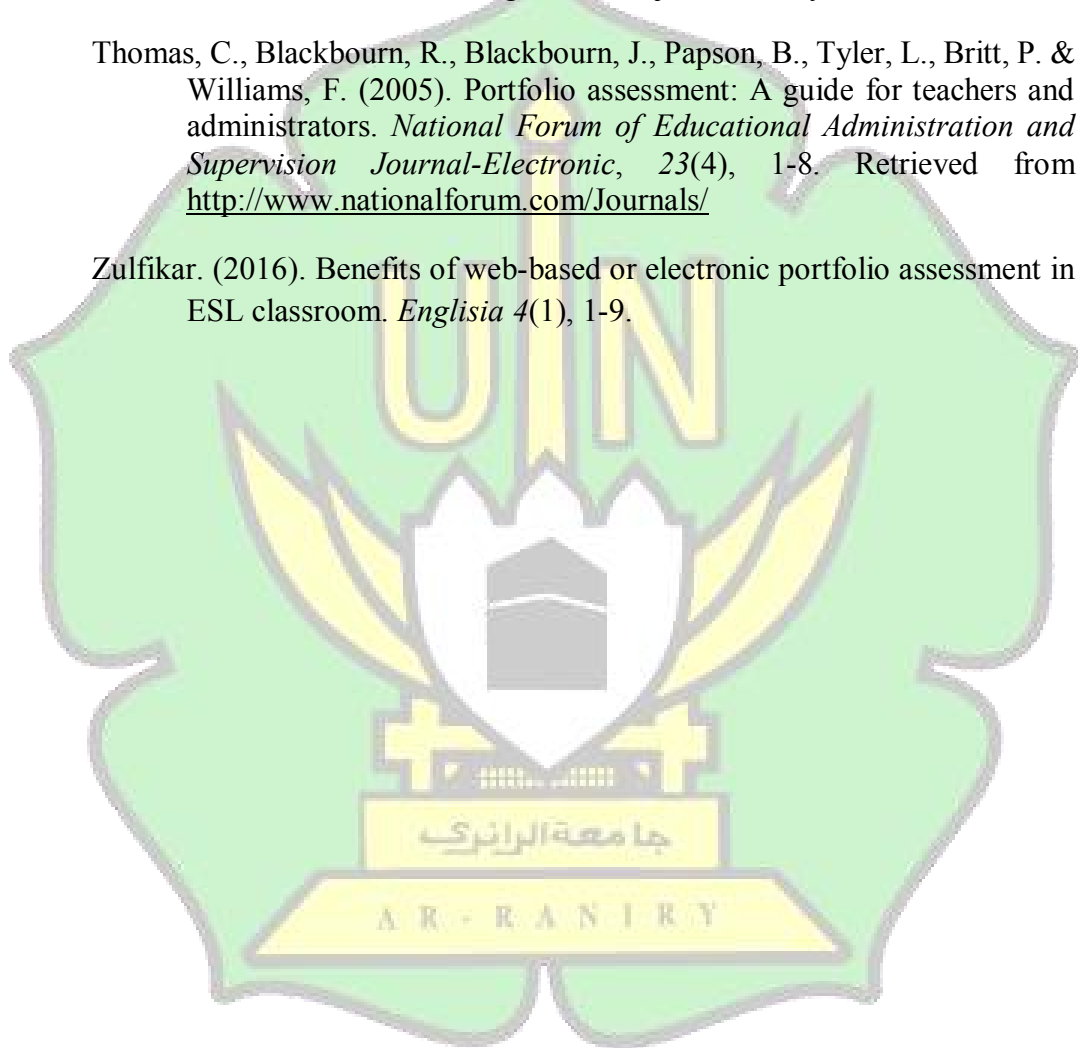 Thomas, C., Blackbourn, R., Blackbourn, J., Papson, B., Tyler, L., Britt, P. &
Williams, F. (2005). Portfolio assessment: A guide for teachers and
administrators. National Forum of Educational Administration and
Supervision Journal-Electronic, 23(4), 1-8. Retrieved from
http://www.nationalforum.com/Journals/
Zulfikar. (2016). Benefits of web-based or electronic portfolio assessment in
ESL classroom. Englisia 4(1), 1-9.
UIN
جامعة الرانري
AR-RANIRY